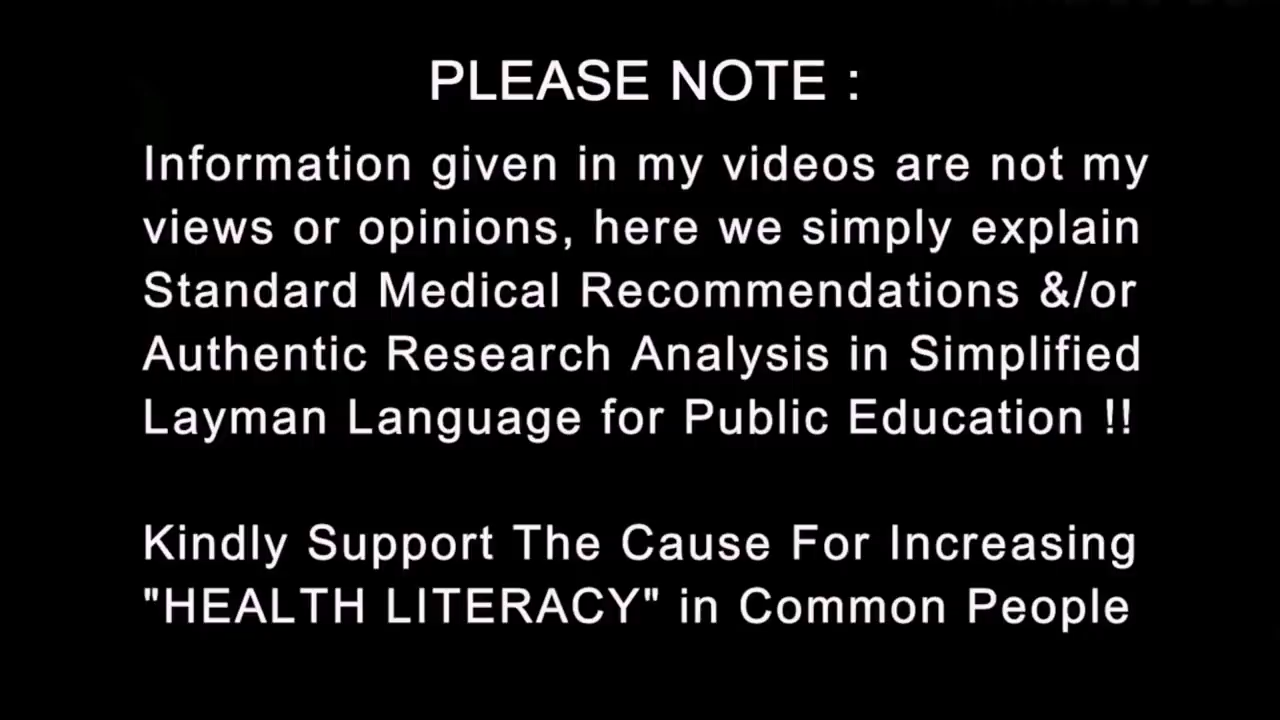 PLEASE NOTE :
Information given in my videos are not my
views or opinions, here we simply explain
Standard Medical Recommendations &/or
Authentic Research Analysis in Simplified
Layman Language for Public Education !!
Kindly Support The Cause For Increasing
"HEALTH LITERACY" in Common People